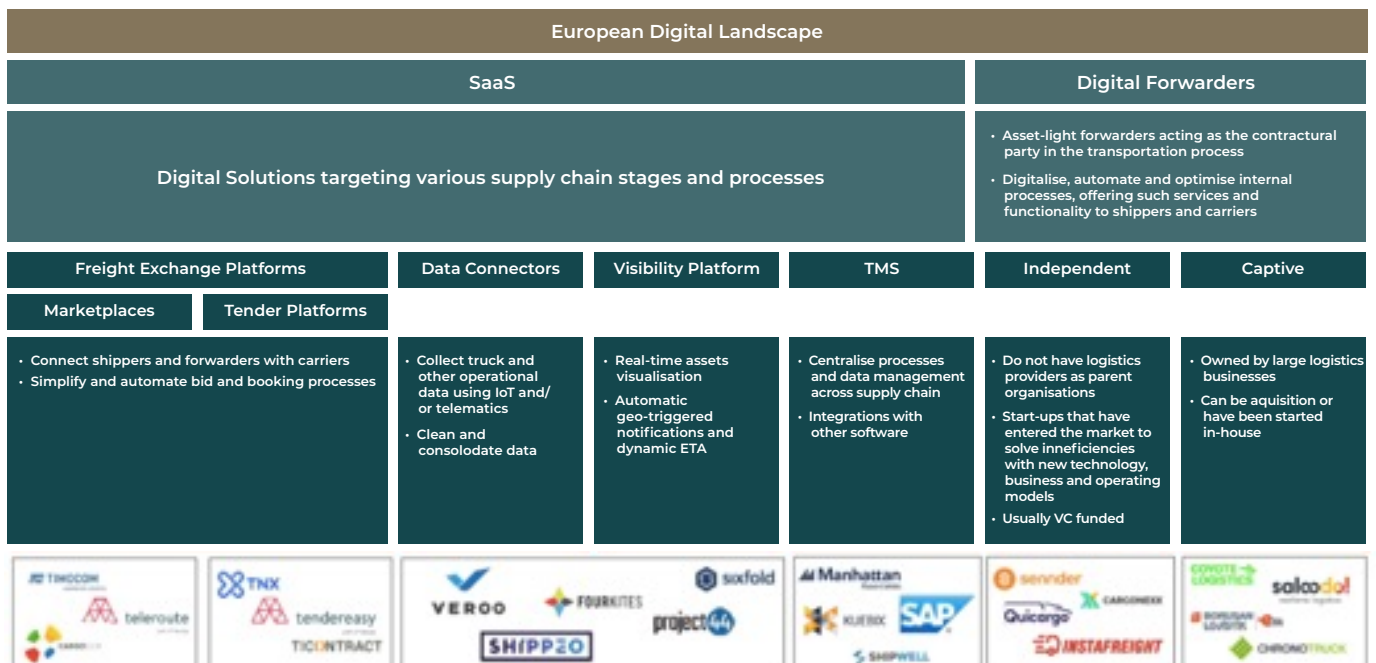 European Digital Landscape
SaaS
Digital Forwarders
Digital Solutions targeting various supply chain stages and processes
• Asset-light forwarders acting as the contractural
party in the transportation process
• Digitalise, automate and optimise internal
processes, offering such services and
functionality to shippers and carriers
Freight Exchange Platforms
Data Connectors
Visibility Platform
TMS
Independent
Captive
Marketplaces
Tender Platforms
• Connect shippers and forwarders with carriers
• Simplify and automate bid and booking processes
• Collect truck and
other operational
data using IoT and/
or telematics
• Clean and
consolodate data
• Real-time assets
visualisation
• Automatic
geo-triggered
notifications and
dynamic ETA
• Centralise processes
and data management
across supply chain
• Integrations with
other software
• Do not have logistics
providers as parent
organisations
• Start-ups that have
entered the market to
solve inneficiencies
with new technology,
business and operating
models
• Usually VC funded
• Owned by large logistics
businesses
• Can be aquisition or
have been started
in-house
TIMOCOM
teleroute
TNX
tendereasy
TICONTRACT
VEROO
FOURKITES
sixfold
project44
SHIPP2O
Manhattan
KUEBIX
SAP
SHIPWELL
sennder
CARGONEXX
Quicargo
INSTAFREIGHT
COYOTE
LOGISTICS
saloodo!
BORUSAN
LOJISTIK
CHRONOTRUCK